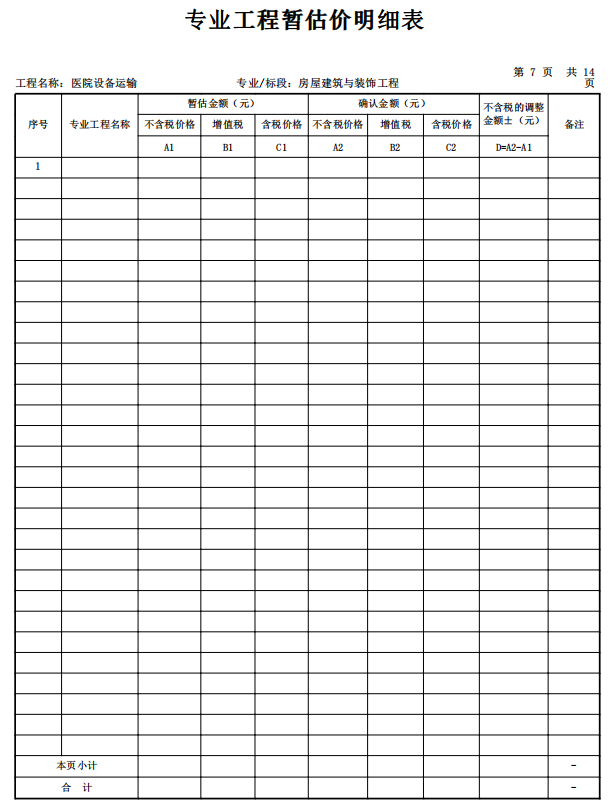 专业工程暂估价明细表
第 7 页 共 14 页
工程名称：医院设备运输 专业/标段：房屋建筑与装饰工程
序号 专业工程名称 暂估金额（元） 确认金额（元） 不含税的调整金额±（元） 备注
不含税价格 增值税 含税价格 不含税价格 增值税 含税价格
A1 B1 C1 A2 B2 C2 D=A2-A1
1
本页小计 -
合 计 -